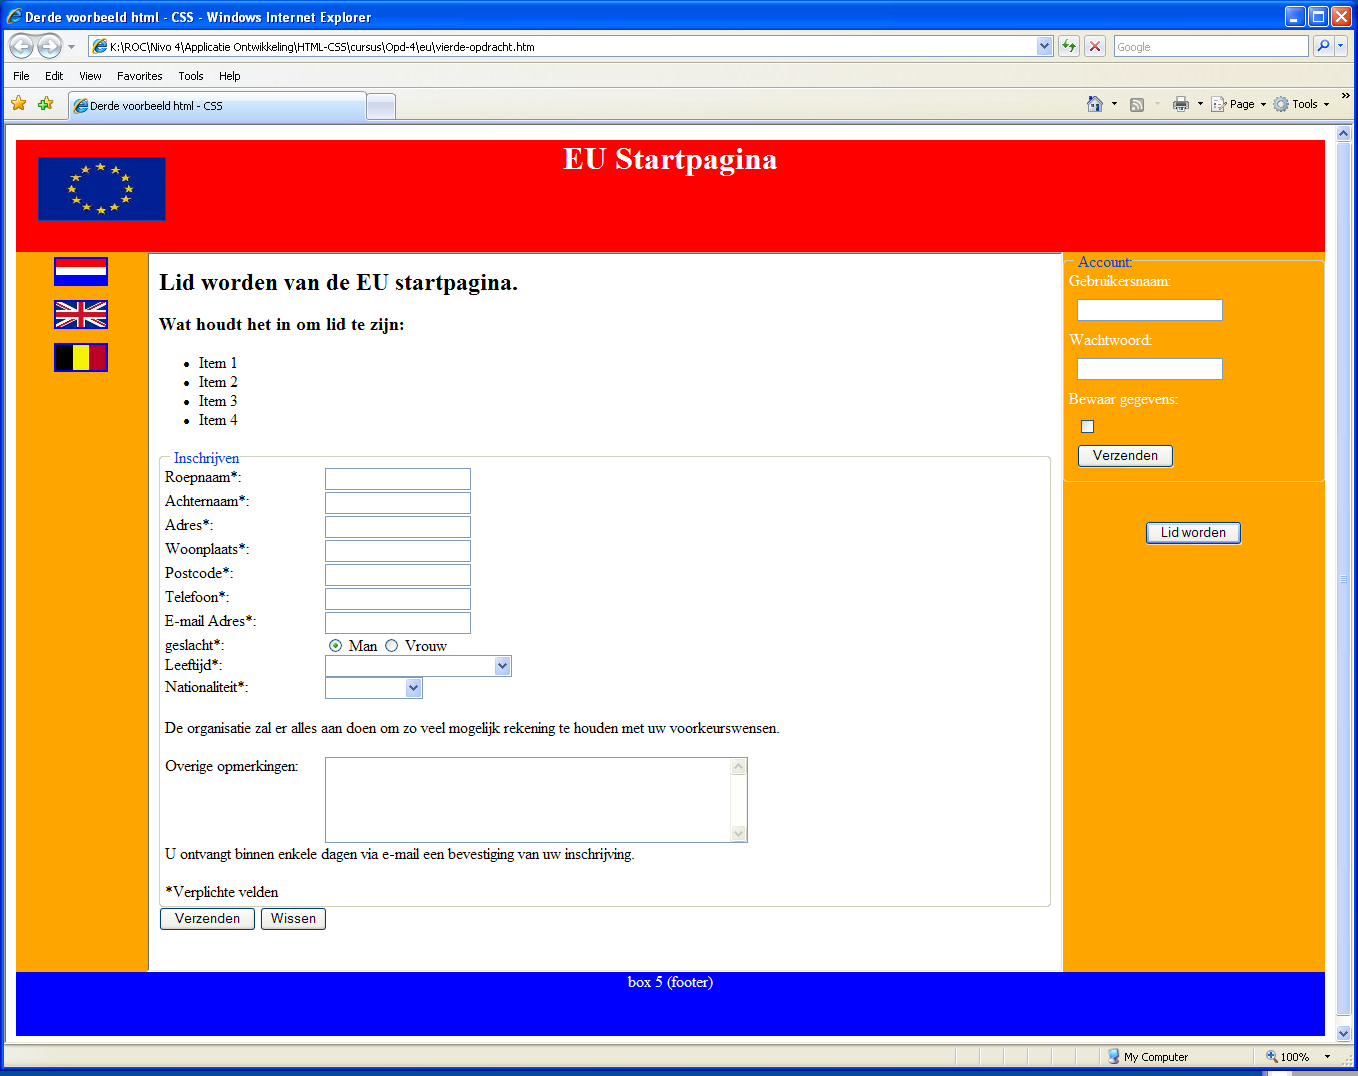 Derde voorbeeld html - CSS - Windows Internet Explorer
K:\ROC\Nivo 4\Applicatie Ontwikkeling\HTML-CSS\cursus\Opd-4\eu\vierde-opdracht.htm
Google
File Edit View Favorites Tools Help
Derde voorbeeld html - CSS
Page Tools »
EU Startpagina
Lid worden van de EU startpagina.
Wat houdt het in om lid te zijn:
• Item 1
• Item 2
• Item 3
• Item 4
Inschrijven
Roepnaam*:
Achternaam*:
Adres*:
Woonplaats*:
Postcode*:
Telefoon*:
E-mail Adres*:
geslacht*: Man Vrouw
Leeftijd*:
Nationaliteit*:
De organisatie zal er alles aan doen om zo veel mogelijk rekening te houden met uw voorkeurswensen.
Overige opmerkingen:
U ontvangt binnen enkele dagen via e-mail een bevestiging van uw inschrijving.
*Verplichte velden
Verzenden Wissen
Account:
Gebruikersnaam:
Wachtwoord:
Bewaar gegevens:
Verzenden
Lid worden
box 5 (footer)
My Computer
100%